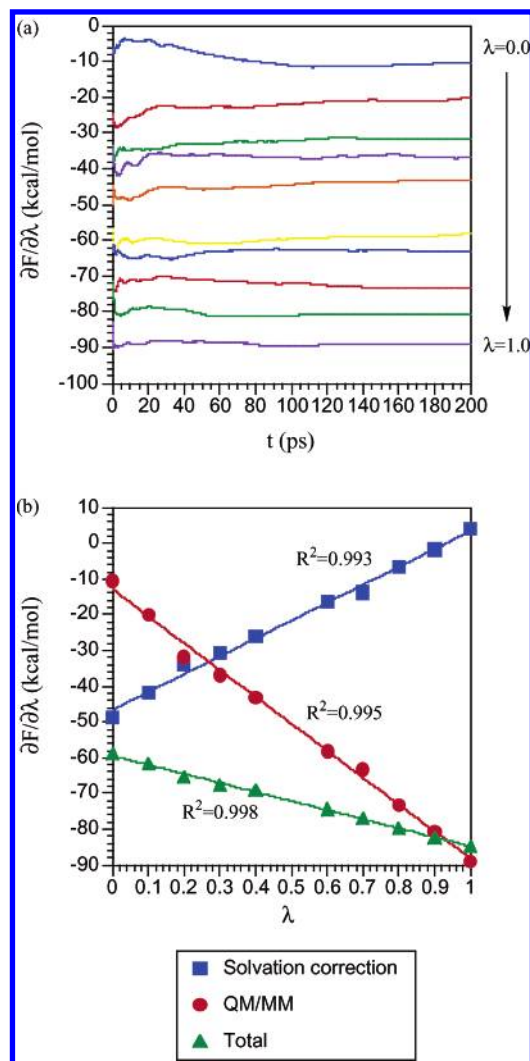 (a)
0
-10
-20
-30
-40
-50
-60
-70
-80
-90
-100
∂F/∂λ (kcal/mol)
λ=0.0
λ=1.0
0 20 40 60 80 100 120 140 160 180 200
t (ps)
(b)
10
0
-10
-20
-30
-40
-50
-60
-70
-80
-90
∂F/∂λ (kcal/mol)
R²=0.993
R²=0.995
R²=0.998
0 0.1 0.2 0.3 0.4 0.5 0.6 0.7 0.8 0.9 1
λ
Solvation correction
QM/MM
Total